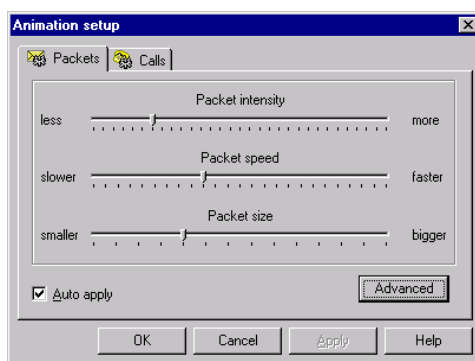 Animation setup
Packets Calls
Packet intensity
less more
Packet speed
slower faster
Packet size
smaller bigger
Auto apply Advanced
OK Cancel Apply Help